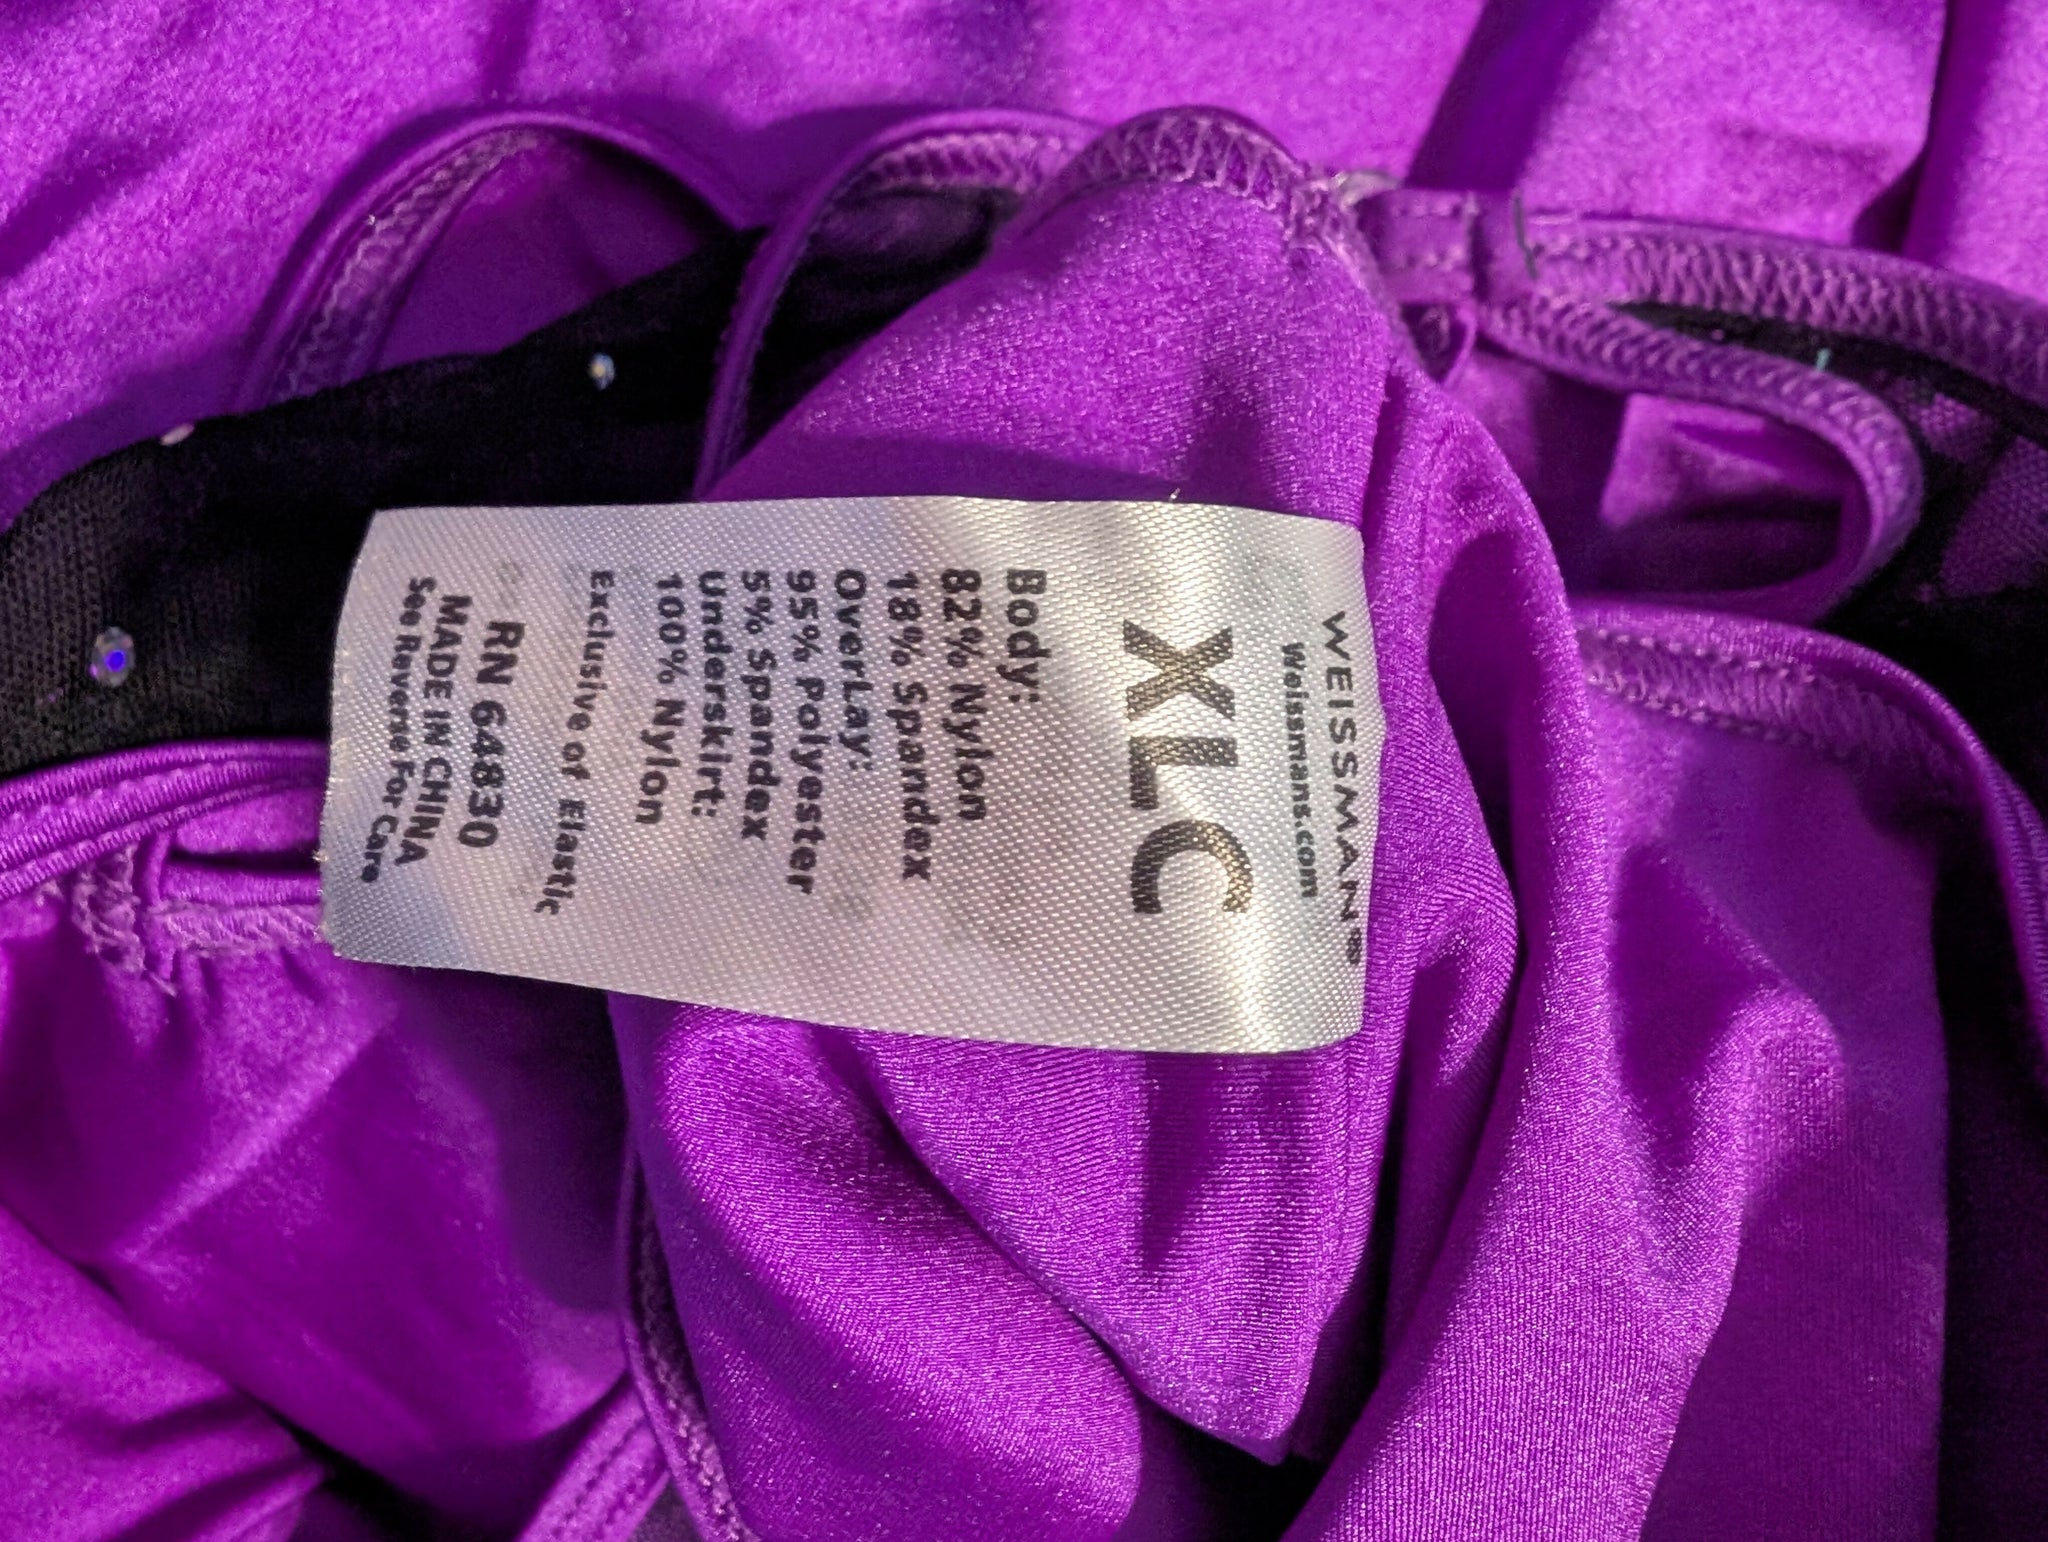 WEISSMAN®
Weissmans.com
XLC
Body:
82% Nylon
18% Spandex
Overlay:
95% Polyester
5% Spandex
Underskirt:
100% Nylon
Exclusive of Elastic
RN 64830
MADE IN CHINA
See Reverse For Care